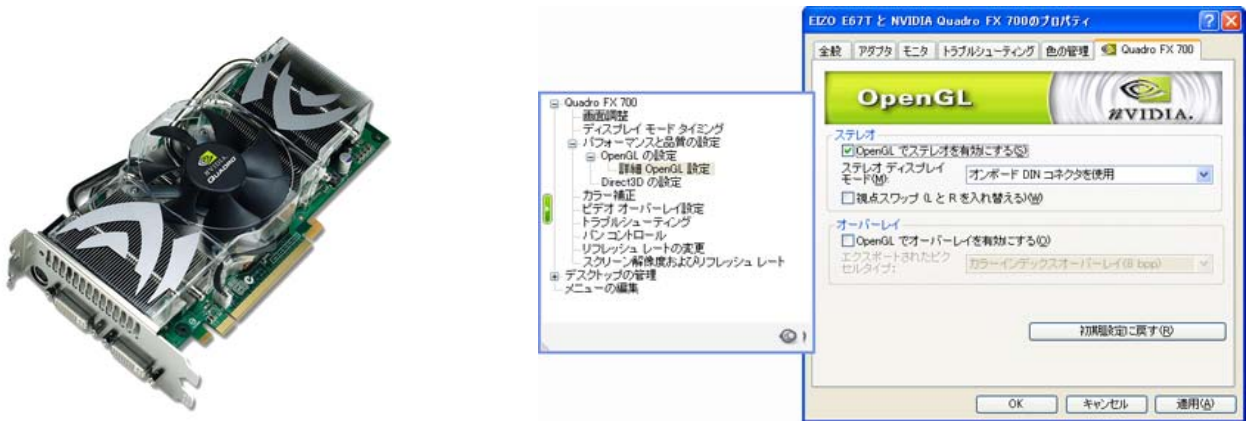 NVIDIA
QUADRO
Quadro FX 700
画面調整
ディスプレイ モード タイミング
パフォーマンスと品質の設定
OpenGL の設定
詳細 OpenGL 設定
Direct3D の設定
カラー補正
ビデオ オーバーレイ設定
トラブルシューティング
パン コントロール
リフレッシュ レートの変更
スクリーン解像度およびリフレッシュ レート
デスクトップの管理
メニューの編集
EIZO E67T と NVIDIA Quadro FX 700のプロパティ
全般 アダプタ モニタ トラブルシューティング 色の管理 Quadro FX 700
OpenGL
NVIDIA.
ステレオ
OpenGL でステレオを有効にする(S)
ステレオ ディスプレイ
モード(M):
オンボード DIN コネクタを使用
視点スワップ (L と R を入れ替える)(W)
オーバーレイ
OpenGL でオーバーレイを有効にする(O)
エクスポートされたピク
セルタイプ:
カラーインデックスオーバーレイ(8 bpp)
初期設定に戻す(R)
OK キャンセル 適用(A)